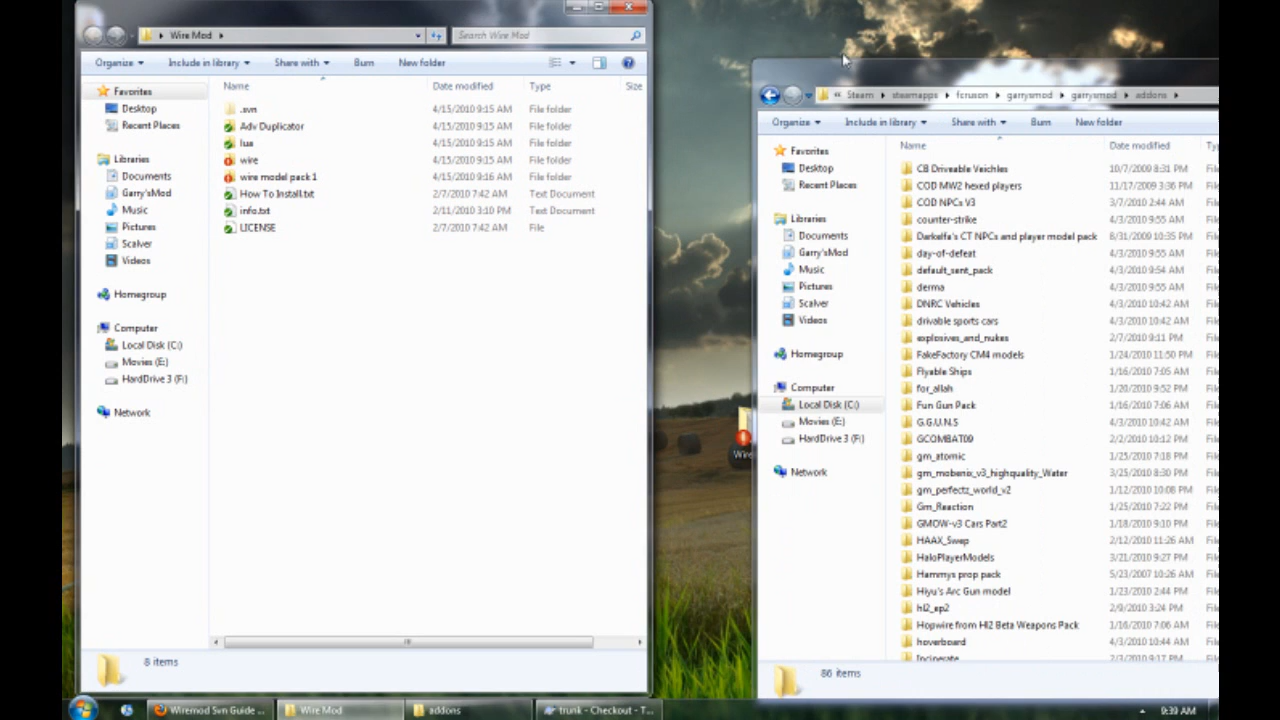 Wire Mod
Search Wire Mod
Organize Include in library Share with Burn New folder
Name Date modified Type Size
Favorites
Desktop
Recent Places
Libraries
Documents
Garry'sMod
Music
Pictures
Scalver
Videos
Homegroup
Computer
Local Disk (C:)
Movies (E:)
HardDrive 3 (F:)
Network
.svn 4/15/2010 9:15 AM File folder
Adv Duplicator 4/15/2010 9:15 AM File folder
lua 4/15/2010 9:15 AM File folder
wire 4/15/2010 9:15 AM File folder
wire model pack 1 4/15/2010 9:16 AM File folder
How To Install.txt 2/7/2010 7:42 AM Text Document
info.txt 2/11/2010 3:10 PM Text Document
LICENSE 2/7/2010 7:42 AM File
8 items
Wire
Steam steamapps garrysmod garrysmod addons
Organize Include in library Share with Burn New folder
Name Date modified
Favorites
Desktop
Recent Places
Libraries
Documents
Garry'sMod
Music
Pictures
Scalver
Videos
Homegroup
Computer
Local Disk (C:)
Movies (E:)
HardDrive 3 (F:)
Network
CB Driveable Veichles 10/7/2009 8:31 PM
COD MW2 hexed players 11/17/2009 3:36 PM
COD NPCs V3 3/7/2010 2:44 AM
counter-strike 4/3/2010 9:55 AM
Darkelfa's CT NPCs and player model pack 8/31/2009 10:35 PM
day-of-defeat 4/3/2010 9:55 AM
default_sent_pack 4/3/2010 9:54 AM
derma 4/3/2010 9:55 AM
DNRC Vehicles 4/3/2010 10:42 AM
drivable sports cars 4/3/2010 10:42 AM
explosives_and_nukes 2/7/2010 9:11 PM
FakeFactory CM4 models 1/24/2010 11:50 PM
Flyable Ships 1/16/2010 7:05 AM
for_allah 1/20/2010 9:52 PM
Fun Gun Pack 1/16/2010 7:06 AM
G.G.U.N.S 4/3/2010 10:42 AM
GCOMBAT09 2/2/2010 10:12 PM
gm_atomic 1/25/2010 7:18 PM
gm_mobenix_v3_highquality_Water 3/25/2010 8:30 PM
gm_perfectz_world_v2 1/12/2010 10:08 PM
Gm_Reaction 1/25/2010 7:22 PM
GMOW-v3 Cars Part2 1/18/2010 9:10 PM
HAAX_Swep 2/12/2010 11:26 AM
HaloPlayerModels 3/21/2010 9:27 PM
Hammys prop pack 5/23/2007 10:26 AM
Hiyu's Arc Gun model 1/23/2010 2:44 PM
hl2_ep2 2/9/2010 3:24 PM
Hopwire from Hl2 Beta Weapons Pack 1/16/2010 7:06 AM
hoverboard 4/3/2010 10:44 AM
Incinerate 2/3/2010 9:17 PM
86 items
Wiremod Svn Guide ... Wire Mod addons trunk - Checkout - T...
9:39 AM